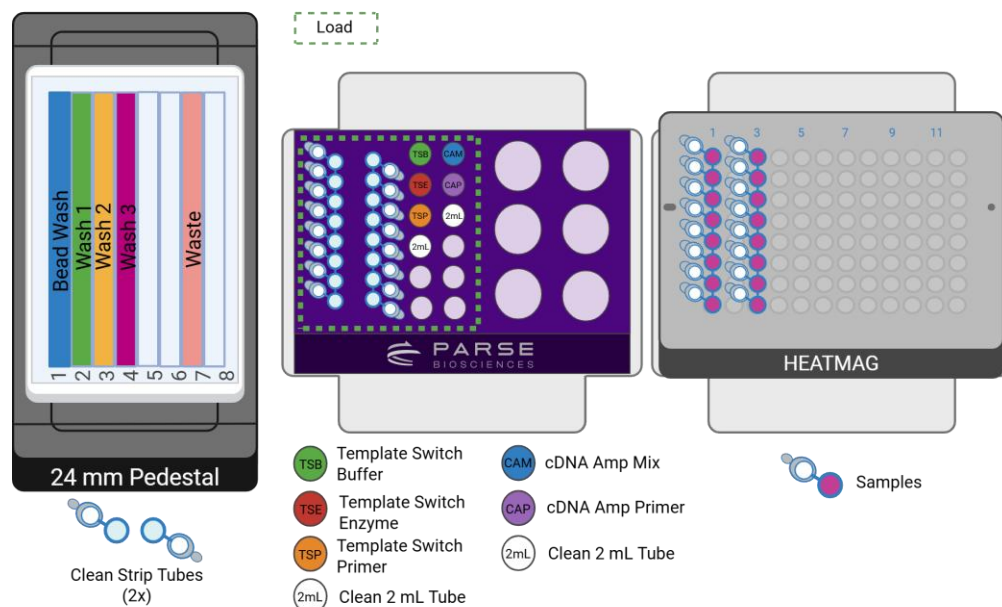 Load
Bead Wash
Wash 1
Wash 2
Wash 3
Waste
1 2 3 4 5 6 7 8
24 mm Pedestal
Clean Strip Tubes
(2x)
TSB CAM
TSE CAP
TSP 2mL
2mL
PARSE
BIOSCIENCES
1 3 5 7 9 11
HEATMAG
TSB Template Switch
Buffer
TSE Template Switch
Enzyme
TSP Template Switch
Primer
2mL Clean 2 mL Tube
CAM cDNA Amp Mix
CAP cDNA Amp Primer
2mL Clean 2 mL Tube
Samples